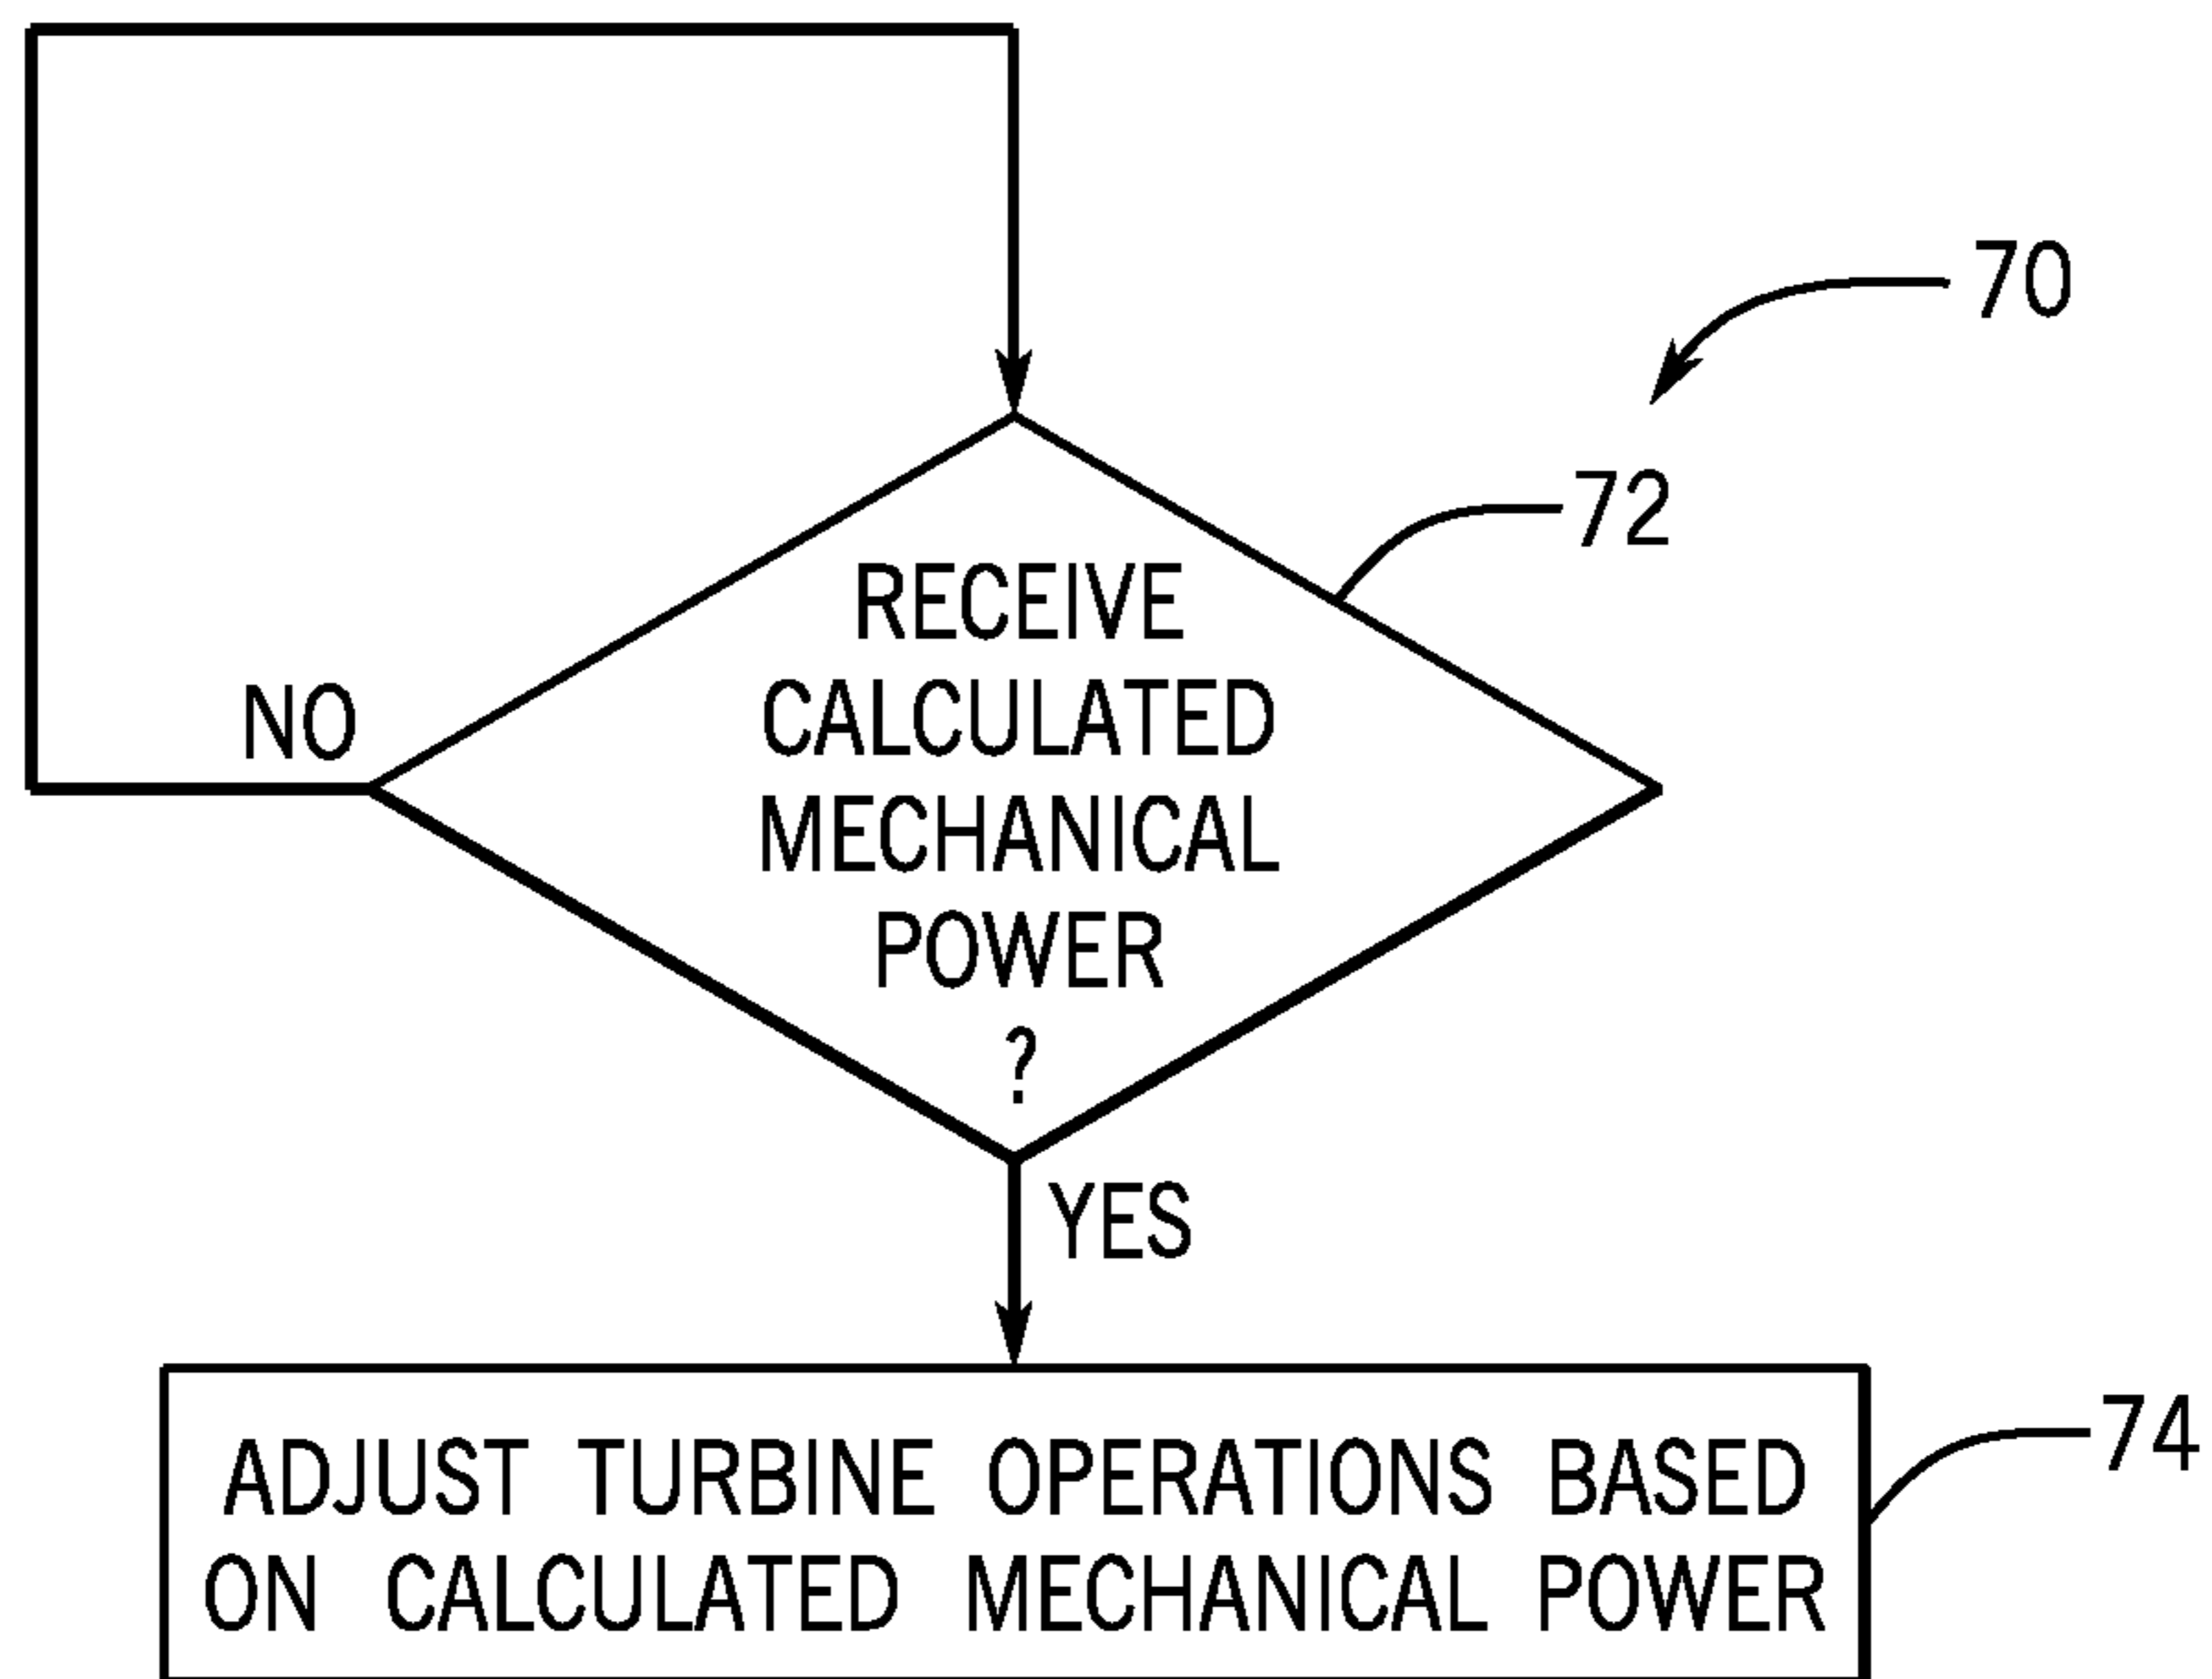 70
72
RECEIVE
CALCULATED
MECHANICAL
POWER
?
NO
YES
ADJUST TURBINE OPERATIONS BASED
ON CALCULATED MECHANICAL POWER
74